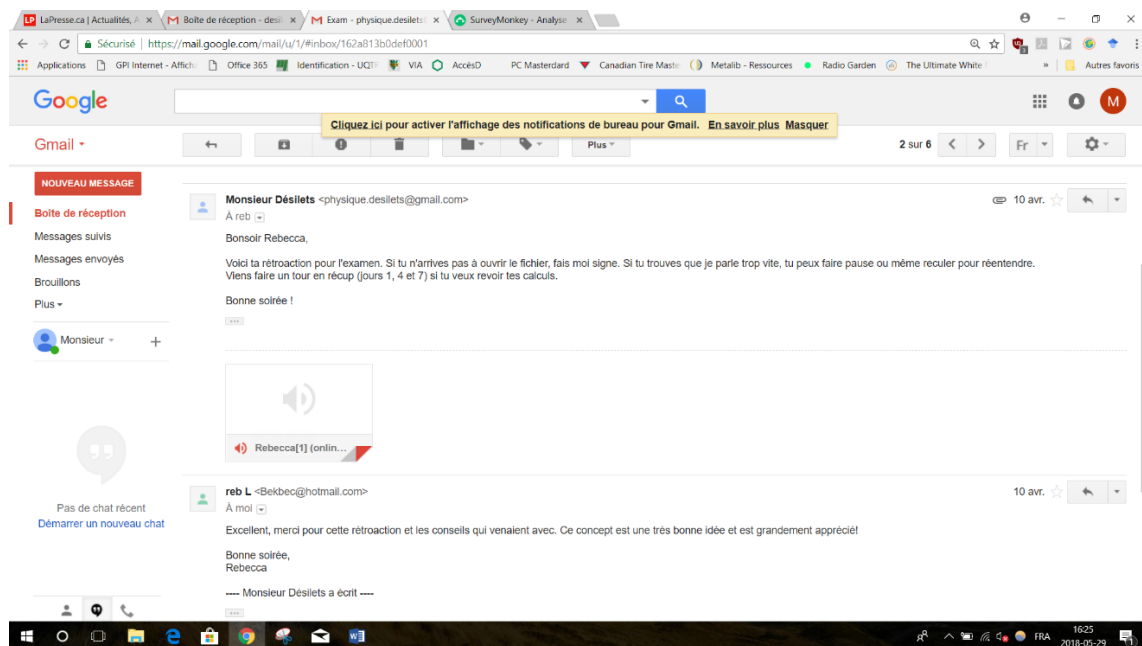 LaPresse.ca | Actualités, A
Boîte de réception - desil
Exam - physique.desilets
SurveyMonkey - Analyse
Sécurisé | https://mail.google.com/mail/u/1/#inbox/162a813b0def0001
Applications GPI Internet - Affich Office 365 Identification - UQTR VIA AccèsD PC Masterdard Canadian Tire Maste Metalib - Ressources Radio Garden The Ultimate White » Autres favoris
Google
Cliquez ici pour activer l'affichage des notifications de bureau pour Gmail. En savoir plus Masquer
Gmail
Plus
2 sur 6
Fr
NOUVEAU MESSAGE
Boîte de réception
Messages suivis
Messages envoyés
Brouillons
Plus
Monsieur
Pas de chat récent
Démarrer un nouveau chat
Monsieur Désilets <physique.desilets@gmail.com>
10 avr.
À reb
Bonsoir Rebecca,
Voici ta rétroaction pour l'examen. Si tu n'arrives pas à ouvrir le fichier, fais moi signe. Si tu trouves que je parle trop vite, tu peux faire pause ou même reculer pour réentendre.
Viens faire un tour en récup (jours 1, 4 et 7) si tu veux revoir tes calculs.
Bonne soirée !
Rebecca[1] (onlin...
reb L <Bekbec@hotmail.com>
10 avr.
À moi
Excellent, merci pour cette rétroaction et les conseils qui venaient avec. Ce concept est une très bonne idée et est grandement apprécié!
Bonne soirée,
Rebecca
---- Monsieur Désilets a écrit ----
FRA
16:25
2018-05-29